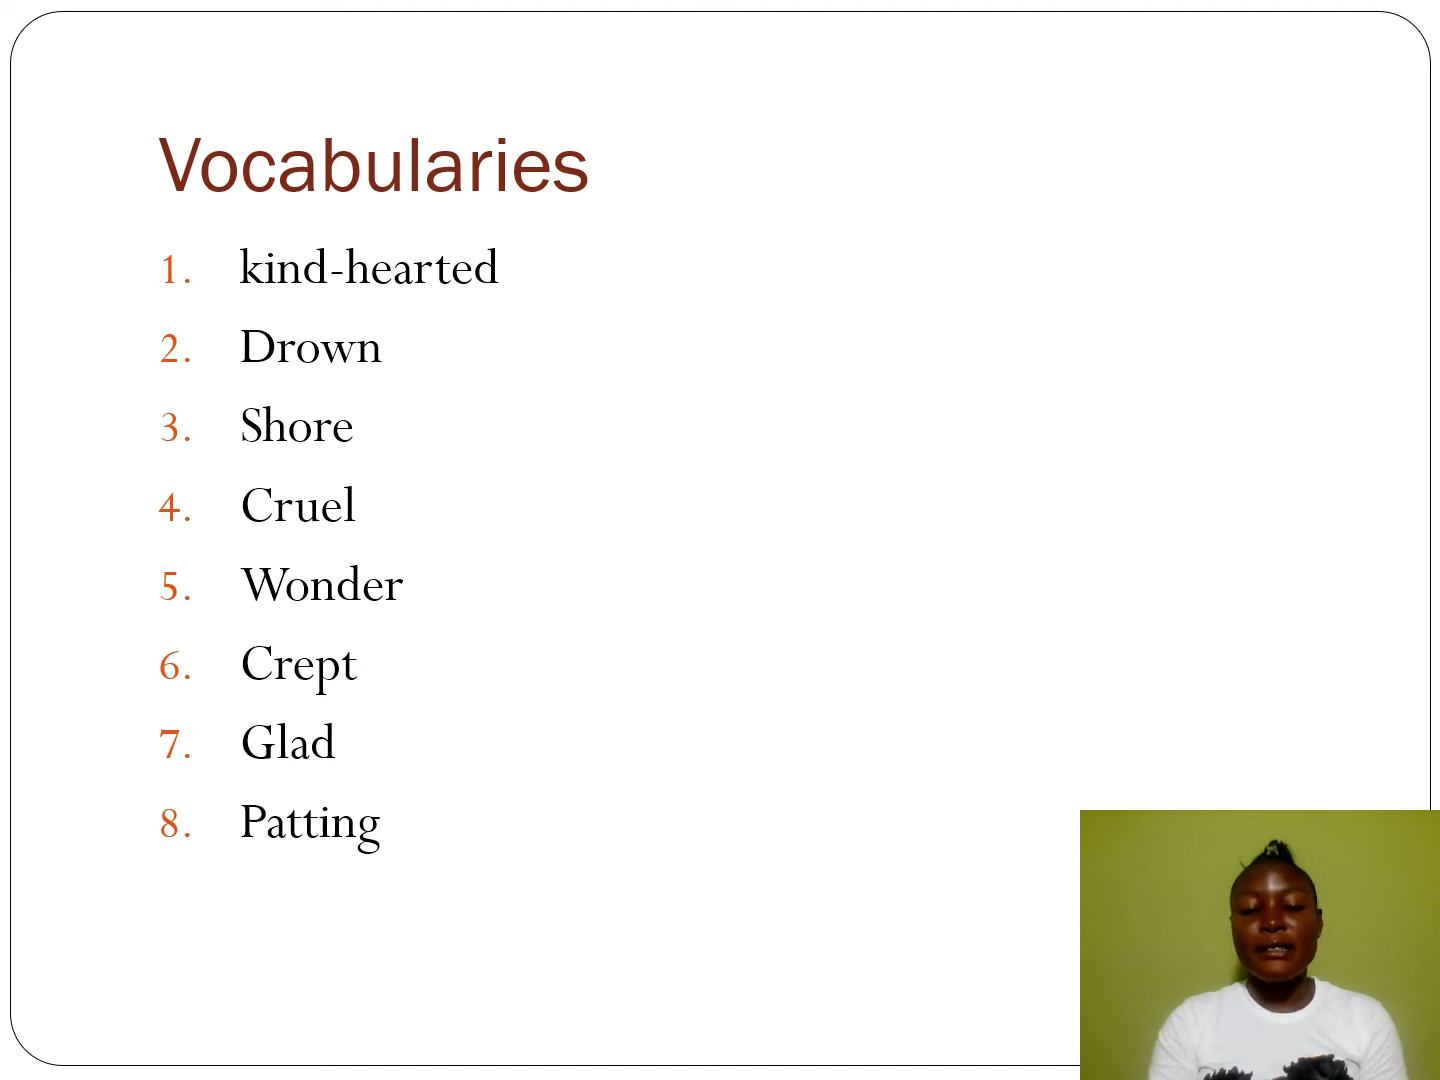 Vocabularies
1. kind-hearted
2. Drown
3. Shore
4. Cruel
5. Wonder
6. Crept
7. Glad
8. Patting